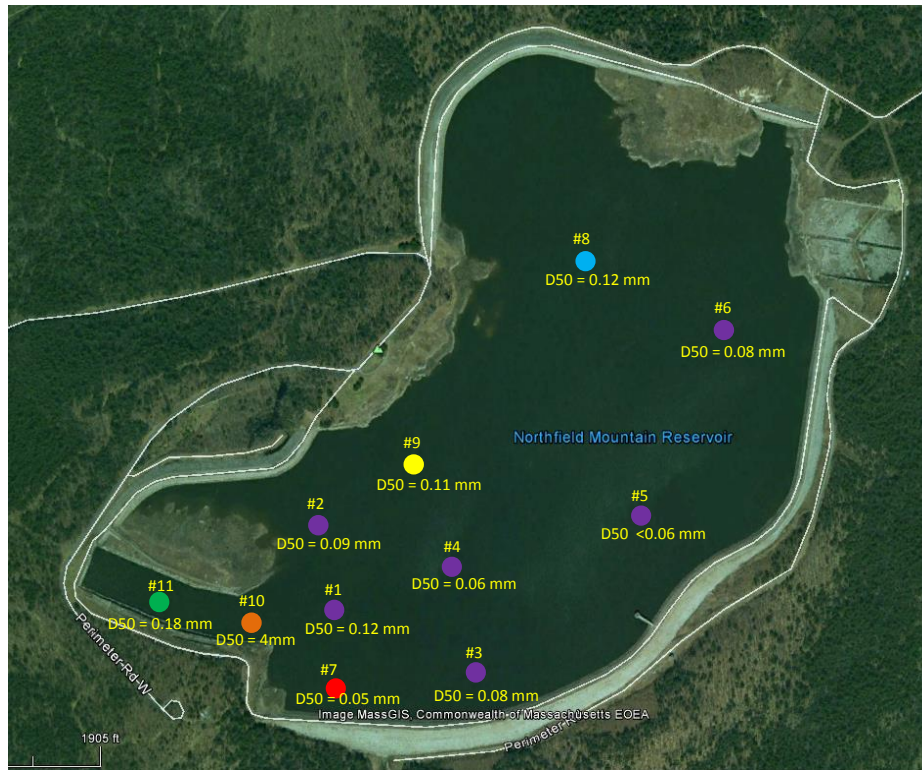 #8
D50 = 0.12 mm
#6
D50 = 0.08 mm
Northfield Mountain Reservoir
#9
D50 = 0.11 mm
#2
D50 = 0.09 mm
#5
D50 <0.06 mm
#4
D50 = 0.06 mm
#11
D50 = 0.18 mm
#10
D50 = 4mm
#1
D50 = 0.12 mm
Perimeter-Rd-W
#3
D50 = 0.08 mm
#7
D50 = 0.05 mm
Image MassGIS, Commonwealth of Massachusetts EOEA
1905 ft